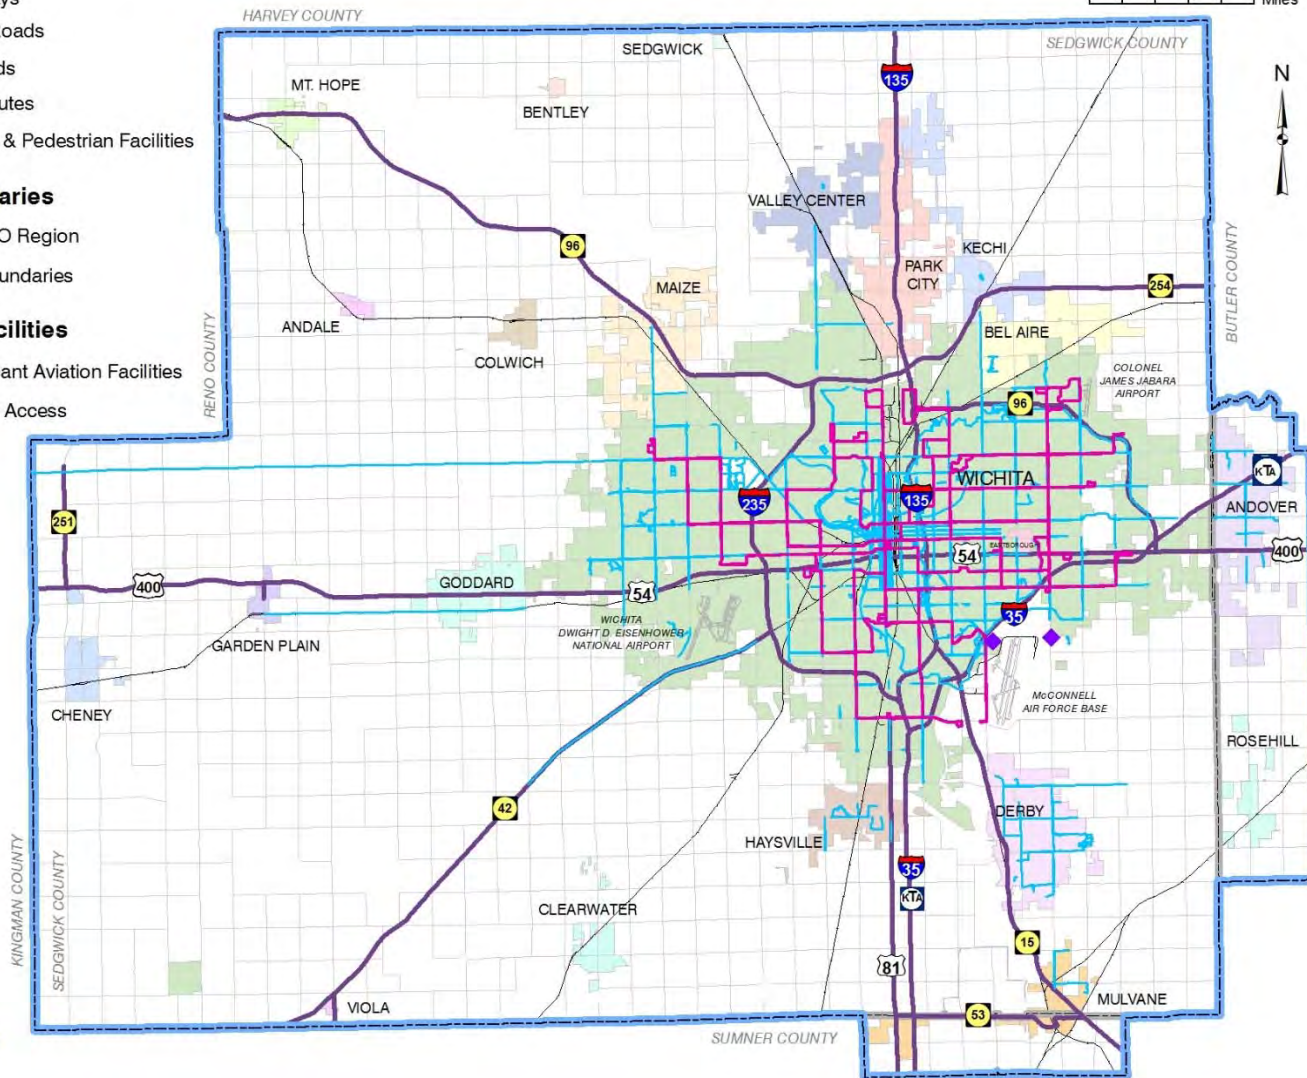 ys
oads
ds
utes
& Pedestrian Facilities
aries
O Region
undaries
cilities
ant Aviation Facilities
Access
Miles
N
HARVEY COUNTY
SEDGWICK COUNTY
SEDGWICK
135
MT. HOPE
BENTLEY
VALLEY CENTER
96
KECHI
PARK
CITY
BUTLER COUNTY
254
MAIZE
RENO COUNTY
ANDALE
COLWICH
BEL AIRE
COLONEL
JAMES JABARA
AIRPORT
96
WICHITA
KTA
235
135
ANDOVER
251
EASTBOROUGH
54
400
400
GODDARD
54
35
WICHITA
DWIGHT D. EISENHOWER
NATIONAL AIRPORT
GARDEN PLAIN
McCONNELL
AIR FORCE BASE
CHENEY
ROSEHILL
42
DERBY
HAYSVILLE
35
KTA
KINGMAN COUNTY
SEDGWICK COUNTY
CLEARWATER
15
81
VIOLA
MULVANE
53
SUMNER COUNTY